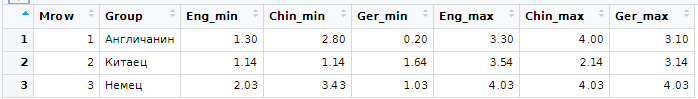 Mrow Group Eng_min Chin_min Ger_min Eng_max Chin_max Ger_max
1 1 Англичанин 1.30 2.80 0.20 3.30 4.00 3.10
2 2 Китаец 1.14 1.14 1.64 3.54 2.14 3.14
3 3 Немец 2.03 3.43 1.03 4.03 4.03 4.03